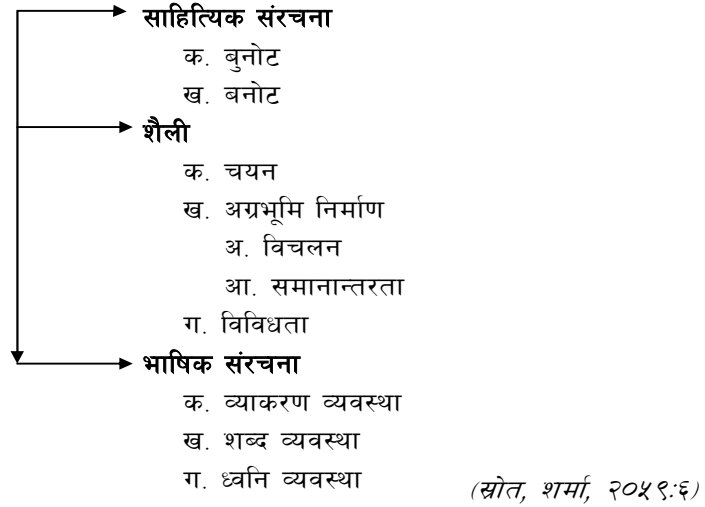 साहित्यिक संरचना
क. बुनोट
ख. बनोट
शैली
क. चयन
ख. अग्रभूमि निर्माण
अ. विचलन
आ. समानान्तरता
ग. विविधता
भाषिक संरचना
क. व्याकरण व्यवस्था
ख. शब्द व्यवस्था
ग. ध्वनि व्यवस्था
(स्रोत, शर्मा, २०५९:६)